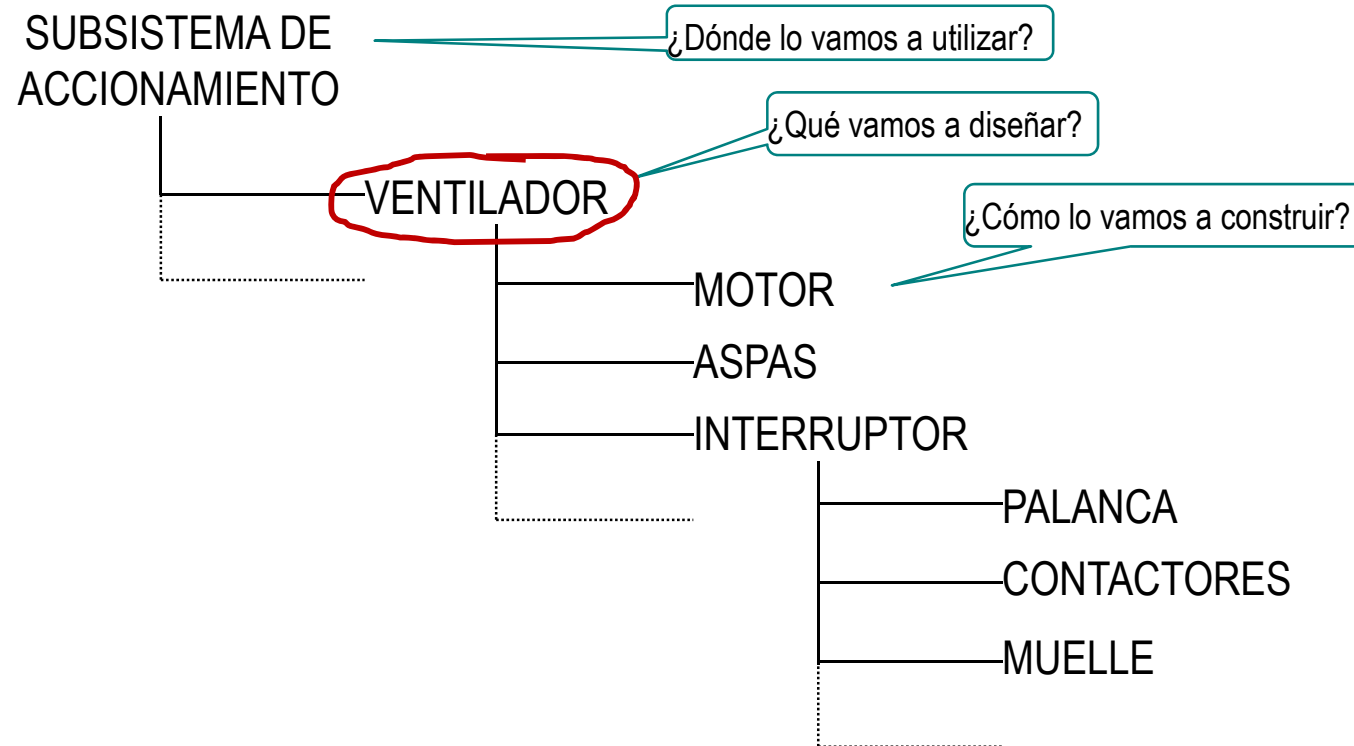 SUBSISTEMA DE
ACCIONAMIENTO
¿Dónde lo vamos a utilizar?
¿Qué vamos a diseñar?
VENTILADOR
¿Cómo lo vamos a construir?
MOTOR
ASPAS
INTERRUPTOR
PALANCA
CONTACTORES
MUELLE